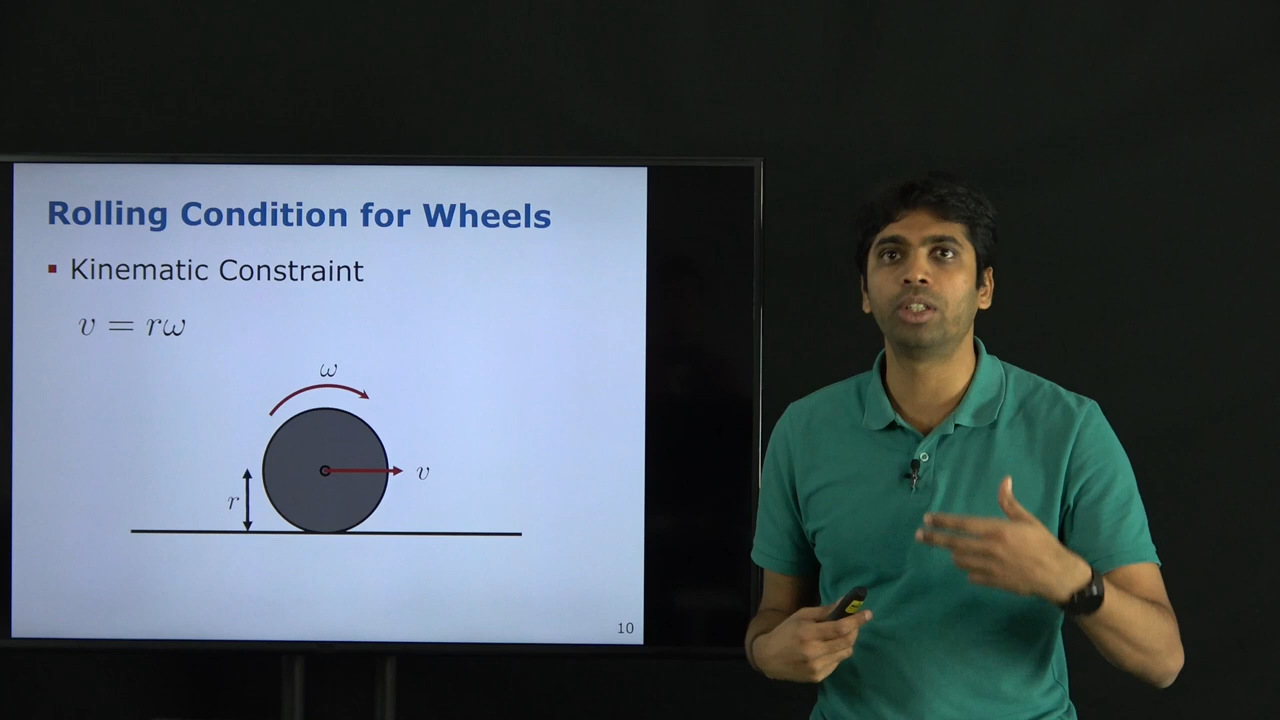 Rolling Condition for Wheels
Kinematic Constraint
v = rω
ω
v
r
10